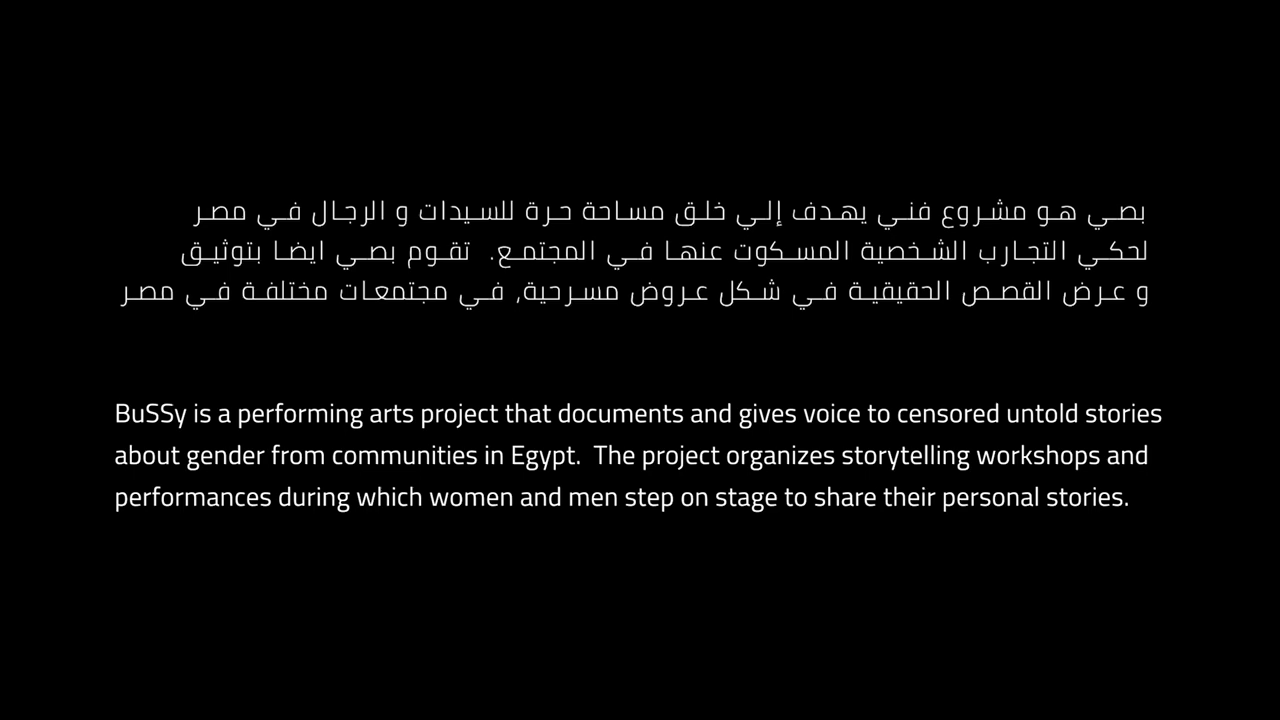 بصي هو مشروع فني يهدف إلي خلق مساحة حرة للسيدات و الرجال في مصر
لحكي التجارب الشخصية المسكوت عنها في المجتمع. تقوم بصي ايضا بتوثيق
و عرض القصص الحقيقية في شكل عروض مسرحية, في مجتمعات مختلفة في مصر
BuSSy is a performing arts project that documents and gives voice to censored untold stories
about gender from communities in Egypt. The project organizes storytelling workshops and
performances during which women and men step on stage to share their personal stories.